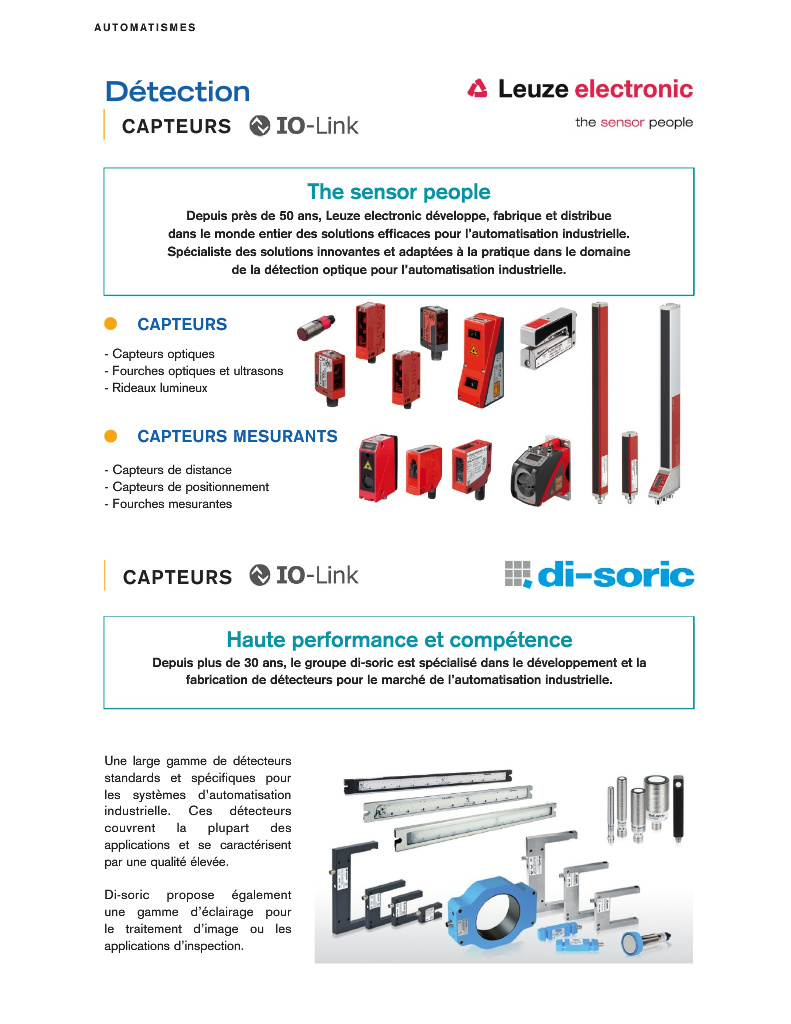 AUTOMATISMES
Détection
Leuze electronic
CAPTEURS IO-Link
the sensor people
The sensor people
Depuis près de 50 ans, Leuze electronic développe, fabrique et distribue
dans le monde entier des solutions efficaces pour l'automatisation industrielle.
Spécialiste des solutions innovantes et adaptées à la pratique dans le domaine
de la détection optique pour l'automatisation industrielle.
CAPTEURS
- Capteurs optiques
- Fourches optiques et ultrasons
- Rideaux lumineux
CAPTEURS MESURANTS
- Capteurs de distance
- Capteurs de positionnement
- Fourches mesurantes
CAPTEURS IO-Link
di-soric
Haute performance et compétence
Depuis plus de 30 ans, le groupe di-soric est spécialisé dans le développement et la
fabrication de détecteurs pour le marché de l'automatisation industrielle.
Une large gamme de détecteurs
standards et spécifiques pour
les systèmes d'automatisation
industrielle. Ces détecteurs
couvrent la plupart des
applications et se caractérisent
par une qualité élevée.
Di-soric propose également
une gamme d'éclairage pour
le traitement d'image ou les
applications d'inspection.